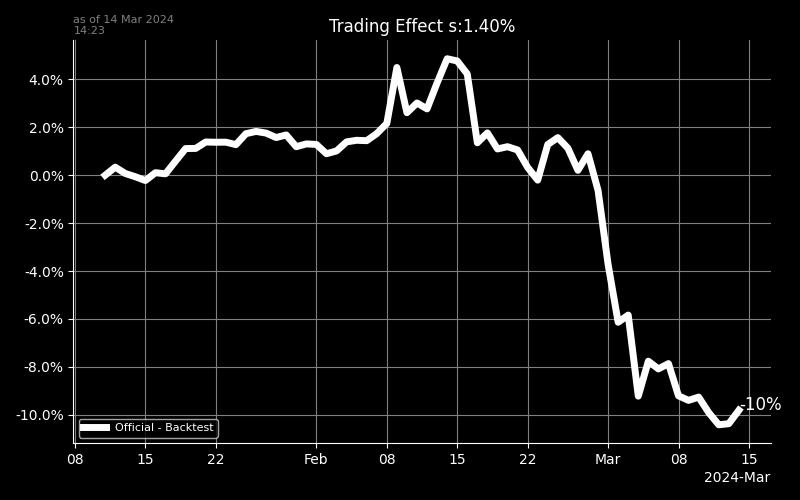 as of 14 Mar 2024
14:23
Trading Effect s:1.40%
4.0%
2.0%
0.0%
-2.0%
-4.0%
-6.0%
-8.0%
-10.0%
-10%
Official - Backtest
08 15 22 Feb 08 15 22 Mar 08 15
2024-Mar